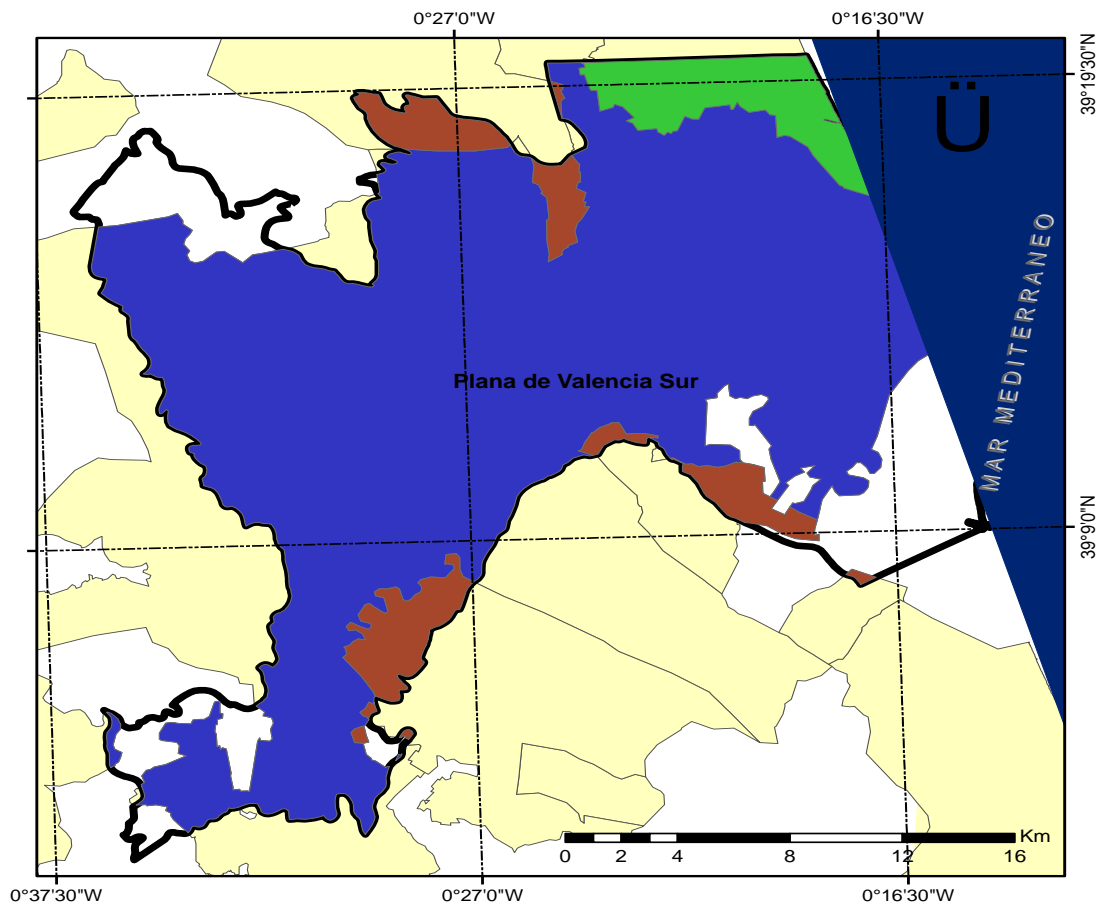 0°27'0"W
0°16'30"W
39°19'30"N
Ü
MAR MEDITERRANEO
Plana de Valencia Sur
39°9'0"N
Km
0 2 4 8 12 16
0°37'30"W
0°27'0"W
0°16'30"W